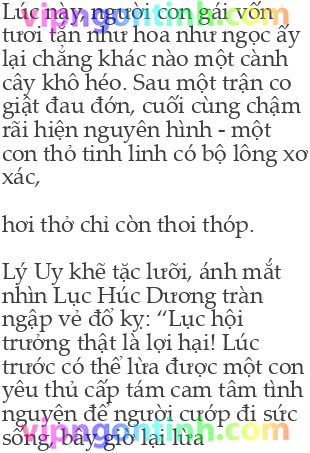 Lúc này, người con gái vốn
vipngontinh.com
tươi tắn như hoa như ngọc ấy
lại chẳng khác nào một cành
cây khô héo. Sau một trận co
giật đau đớn, cuối cùng chậm
rãi hiện nguyên hình - một
con thỏ tinh linh có bộ lông xơ
xác,
hơi thở chỉ còn thoi thóp.
Lý Uy khẽ tặc lưỡi, ánh mắt
nhìn Lục Húc Dương tràn
ngập vẻ đố kỵ: “Lục hội
trưởng thật là lợi hại! Lúc
trước có thể lừa được một con
yêu thú cấp tám cam tâm tình
nguyện để người cướp đi sức
vipngontinh.com
sống, bây giờ lại lừa